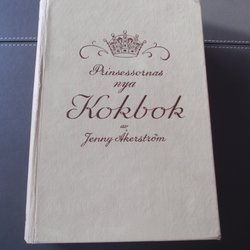 Prinsessornas
nya
Kokbok
av
Jenny Åkerström